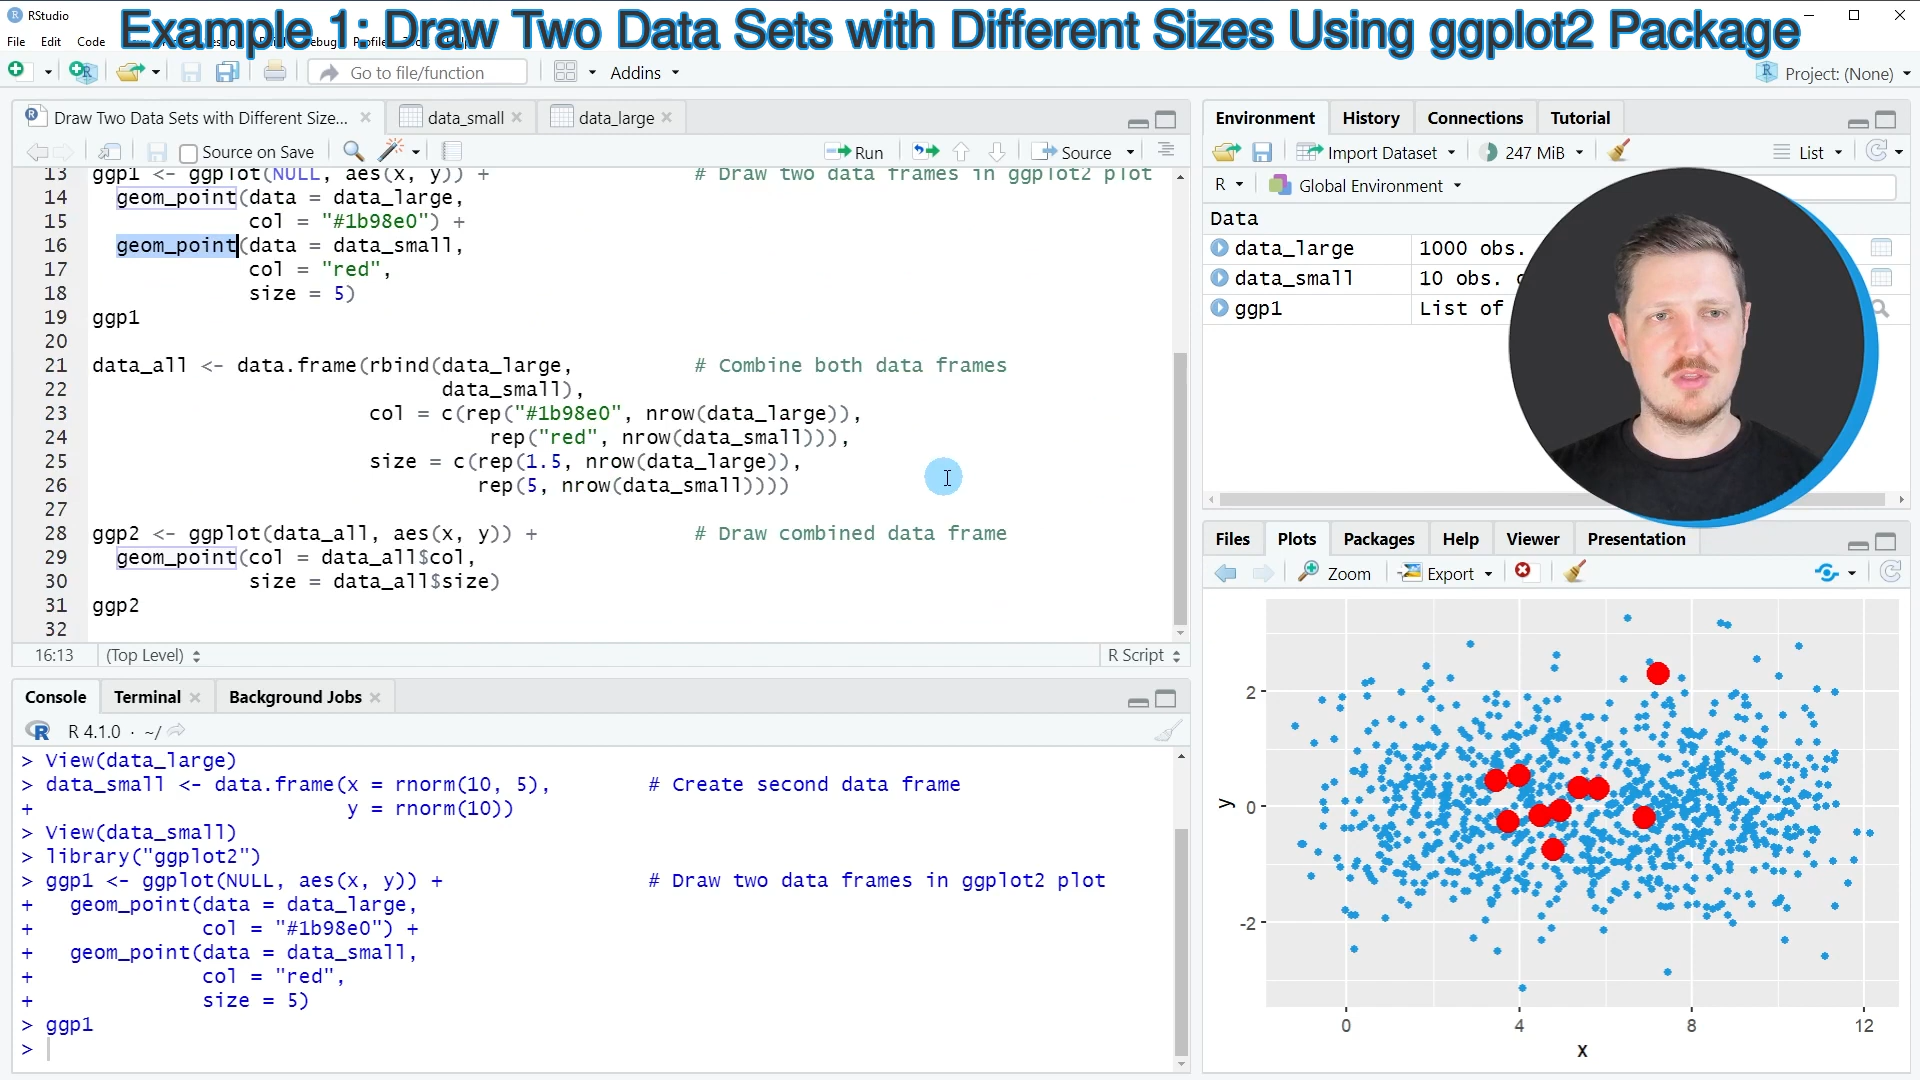 RStudio
Example 1: Draw Two Data Sets with Different Sizes Using ggplot2 Package
File Edit Code
Go to file/function
Addins
Project: (None)
Draw Two Data Sets with Different Size...
data_small
data_large
Source on Save
Run
Source
13 ggp1 <- ggplot(NULL, aes(x, y)) + # Draw two data frames in ggplot2 plot
14 geom_point(data = data_large,
15 col = "#1b98e0") +
16 geom_point(data = data_small,
17 col = "red",
18 size = 5)
19 ggp1
20
21 data_all <- data.frame(rbind(data_large, # Combine both data frames
22 data_small),
23 col = c(rep("#1b98e0", nrow(data_large)),
24 rep("red", nrow(data_small))),
25 size = c(rep(1.5, nrow(data_large)),
26 rep(5, nrow(data_small))))
27
28 ggp2 <- ggplot(data_all, aes(x, y)) + # Draw combined data frame
29 geom_point(col = data_all$col,
30 size = data_all$size)
31 ggp2
32
16:13 (Top Level) R Script
Console Terminal Background Jobs
R 4.1.0 · ~/
> View(data_large)
> data_small <- data.frame(x = rnorm(10, 5), # Create second data frame
+ y = rnorm(10))
> View(data_small)
> library("ggplot2")
> ggp1 <- ggplot(NULL, aes(x, y)) + # Draw two data frames in ggplot2 plot
+ geom_point(data = data_large,
+ col = "#1b98e0") +
+ geom_point(data = data_small,
+ col = "red",
+ size = 5)
> ggp1
>
Environment History Connections Tutorial
Import Dataset 247 MiB List
R Global Environment
Data
data_large 1000 obs.
data_small 10 obs.
ggp1 List of
Files Plots Packages Help Viewer Presentation
Zoom Export
2
0
-2
y
0 4 8 12
x